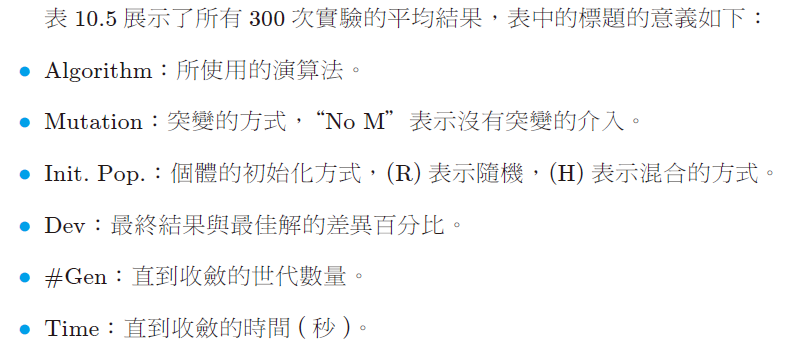 表 10.5 展示了所有 300 次實驗的平均結果，表中的標題的意義如下：
• Algorithm：所使用的演算法。
• Mutation：突變的方式，“No M” 表示沒有突變的介入。
• Init. Pop.：個體的初始化方式，(R) 表示隨機，(H) 表示混合的方式。
• Dev：最終結果與最佳解的差異百分比。
• #Gen：直到收斂的世代數量。
• Time：直到收斂的時間 ( 秒 )。